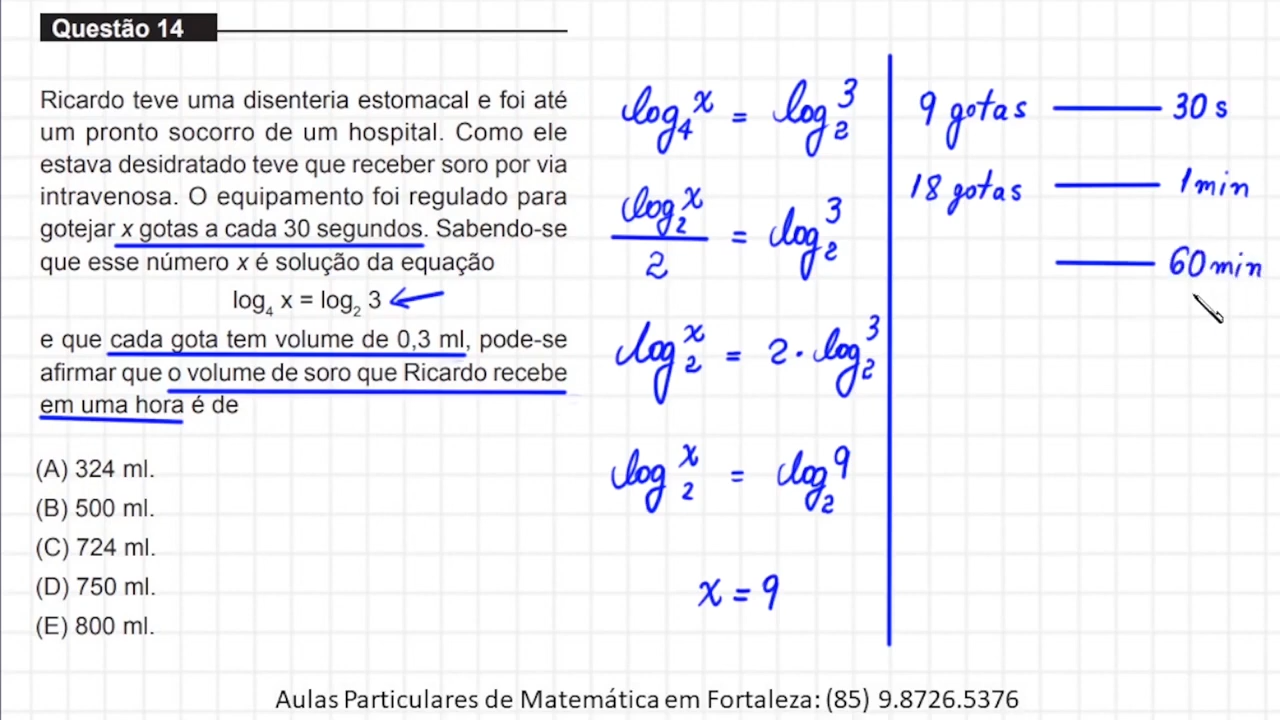 Questão 14
Ricardo teve uma disenteria estomacal e foi até
um pronto socorro de um hospital. Como ele
estava desidratado teve que receber soro por via
intravenosa. O equipamento foi regulado para
gotejar x gotas a cada 30 segundos. Sabendo-se
que esse número x é solução da equação
log₄ x = log₂ 3
e que cada gota tem volume de 0,3 ml, pode-se
afirmar que o volume de soro que Ricardo recebe
em uma hora é de
(A) 324 ml.
(B) 500 ml.
(C) 724 ml.
(D) 750 ml.
(E) 800 ml.
log₄ x = log₂ 3
log₂ x / 2 = log₂ 3
log₂ x = 2 · log₂ 3
log₂ x = log₂ 9
x = 9
9 gotas — 30 s
18 gotas — 1 min
— 60 min
Aulas Particulares de Matemática em Fortaleza: (85) 9.8726.5376